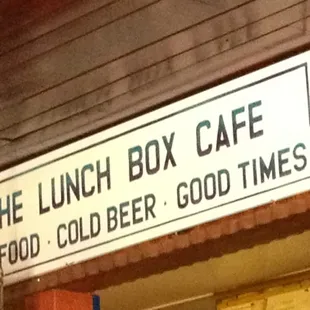 HE LUNCH BOX CAFE
FOOD · COLD BEER · GOOD TIMES